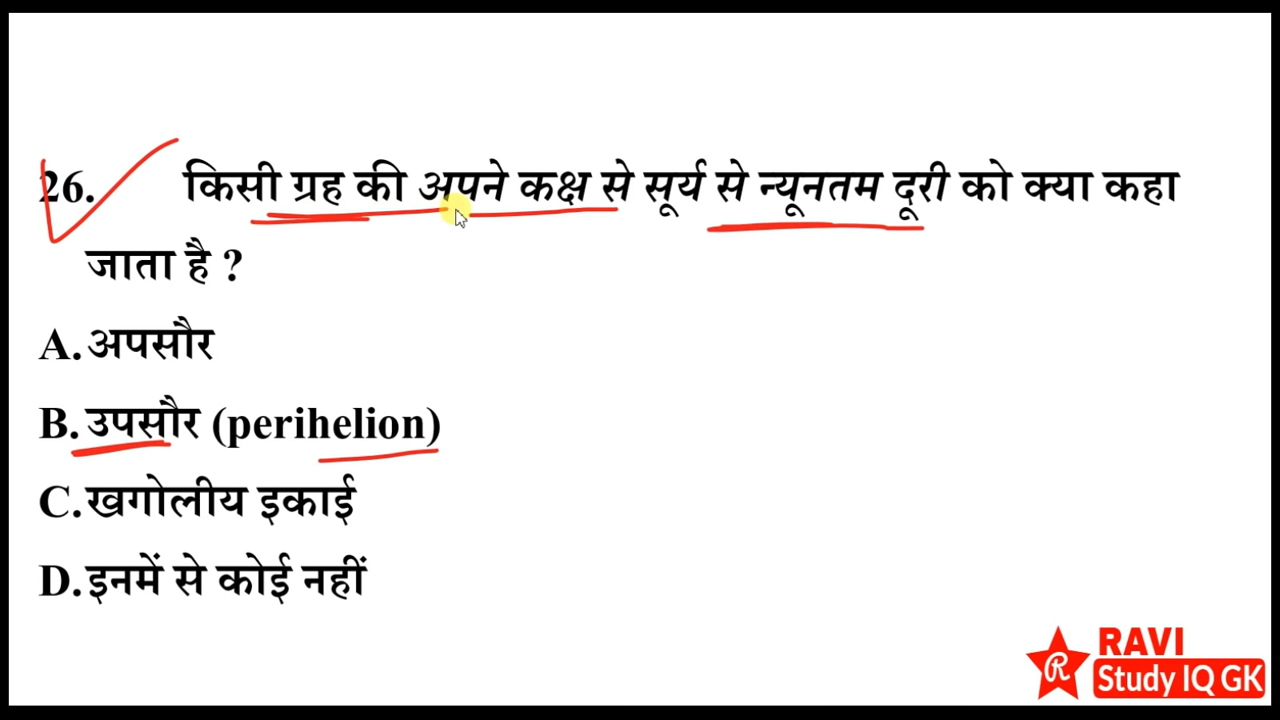 26. किसी ग्रह की अपने कक्ष से सूर्य से न्यूनतम दूरी को क्या कहा
जाता है ?
A. अपसौर
B. उपसौर (perihelion)
C. खगोलीय इकाई
D. इनमें से कोई नहीं
R RAVI
Study IQ GK